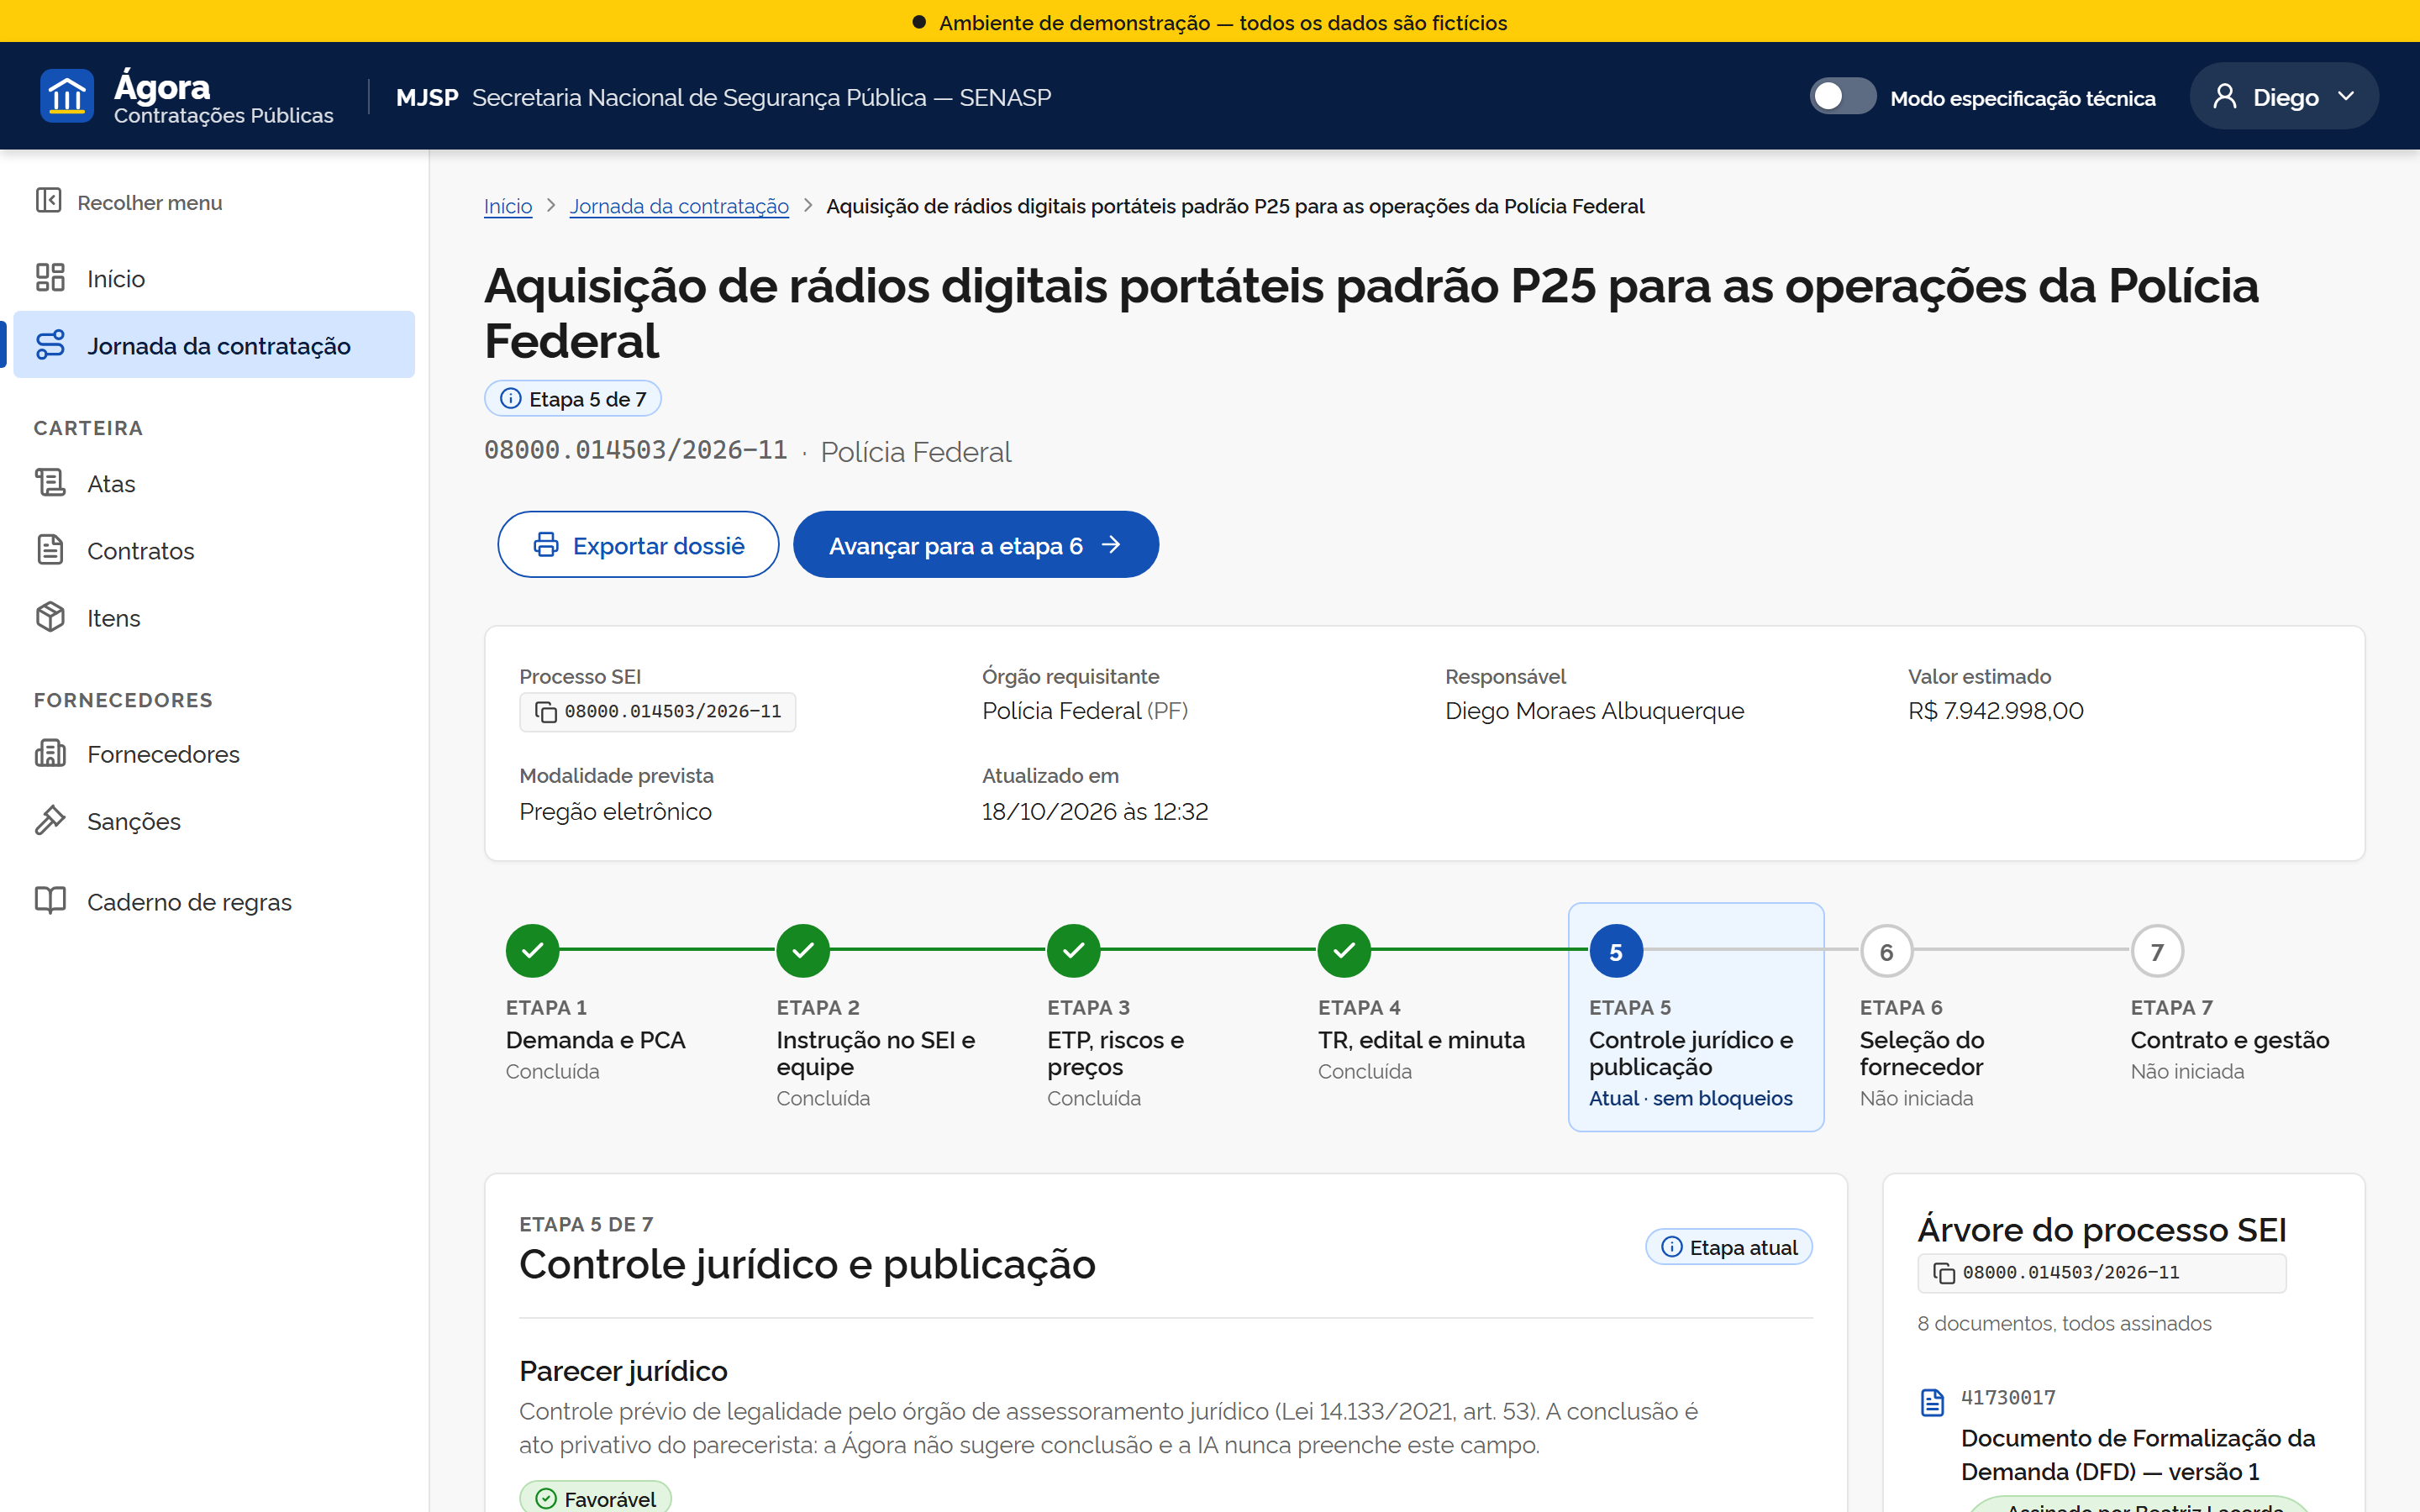 Ambiente de demonstração — todos os dados são fictícios
Ágora
Contratações Públicas
MJSP Secretaria Nacional de Segurança Pública — SENASP
Modo especificação técnica
Diego
Recolher menu
Início
Jornada da contratação
CARTEIRA
Atas
Contratos
Itens
FORNECEDORES
Fornecedores
Sanções
Caderno de regras
Início > Jornada da contratação > Aquisição de rádios digitais portáteis padrão P25 para as operações da Polícia Federal
Aquisição de rádios digitais portáteis padrão P25 para as operações da Polícia
Federal
Etapa 5 de 7
08000.014503/2026-11 · Polícia Federal
Exportar dossiê
Avançar para a etapa 6
Processo SEI
08000.014503/2026-11
Órgão requisitante
Polícia Federal (PF)
Responsável
Diego Moraes Albuquerque
Valor estimado
R$ 7.942.998,00
Modalidade prevista
Pregão eletrônico
Atualizado em
18/10/2026 às 12:32
ETAPA 1
Demanda e PCA
Concluída
ETAPA 2
Instrução no SEI e
equipe
Concluída
ETAPA 3
ETP, riscos e
preços
Concluída
ETAPA 4
TR, edital e minuta
Concluída
5
ETAPA 5
Controle jurídico e
publicação
Atual · sem bloqueios
6
ETAPA 6
Seleção do
fornecedor
Não iniciada
7
ETAPA 7
Contrato e gestão
Não iniciada
ETAPA 5 DE 7
Controle jurídico e publicação
Etapa atual
Parecer jurídico
Controle prévio de legalidade pelo órgão de assessoramento jurídico (Lei 14.133/2021, art. 53). A conclusão é
ato privativo do parecerista: a Ágora não sugere conclusão e a IA nunca preenche este campo.
Favorável
Árvore do processo SEI
08000.014503/2026-11
8 documentos, todos assinados
41730017
Documento de Formalização da
Demanda (DFD) — versão 1
Assinado por Beatriz Lacerda